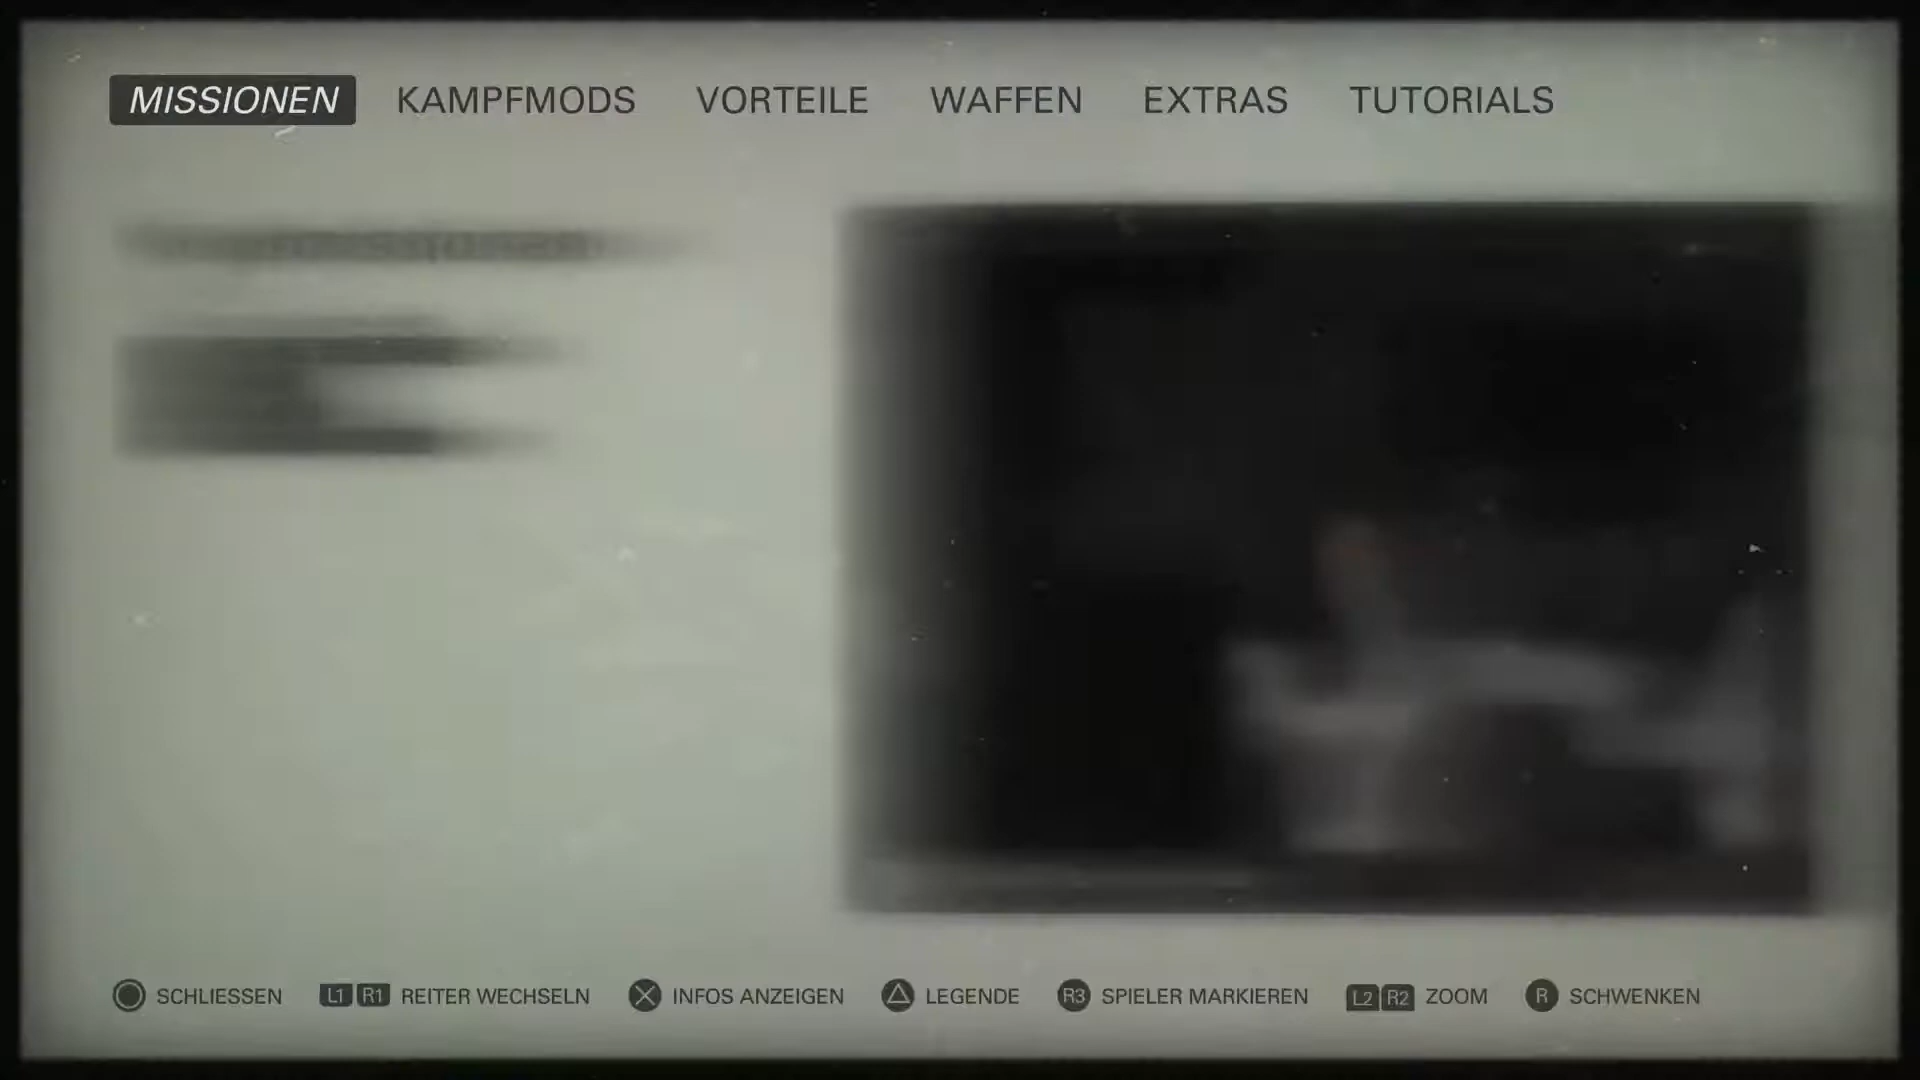 MISSIONEN KAMPFMODS VORTEILE WAFFEN EXTRAS TUTORIALS
SCHLIESSEN L1 R1 REITER WECHSELN INFOS ANZEIGEN LEGENDE R3 SPIELER MARKIEREN L2 R2 ZOOM R SCHWENKEN